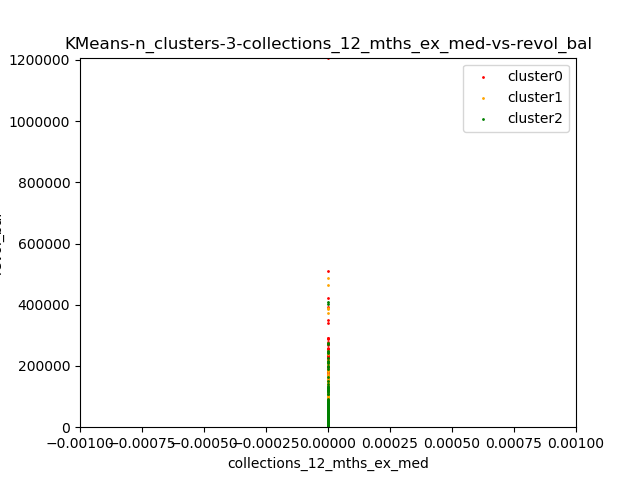 KMeans-n_clusters-3-collections_12_mths_ex_med-vs-revol_bal
cluster0
cluster1
cluster2
1200000
1000000
800000
600000
400000
200000
0
−0.00100 −0.00075 −0.00050 −0.00025 0.00000 0.00025 0.00050 0.00075 0.00100
collections_12_mths_ex_med